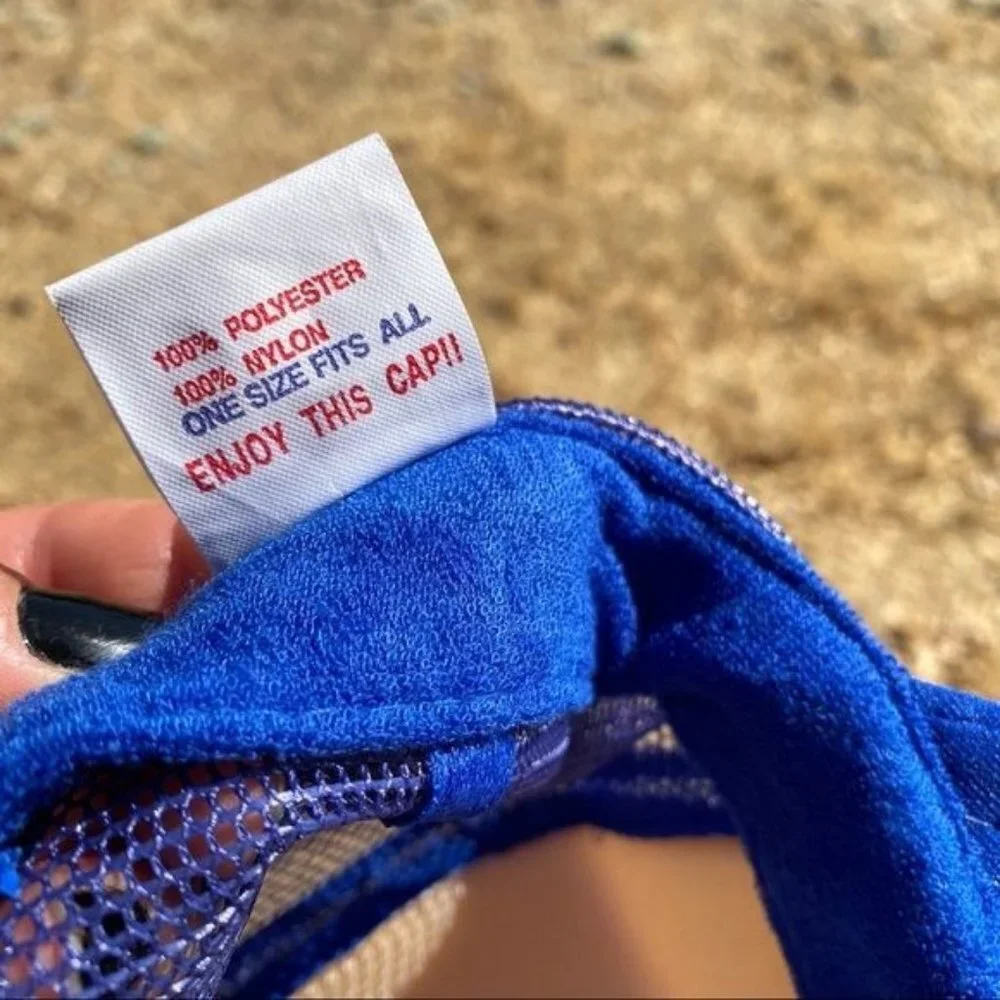 100% POLYESTER
100% NYLON
ONE SIZE FITS ALL
ENJOY THIS CAP!!